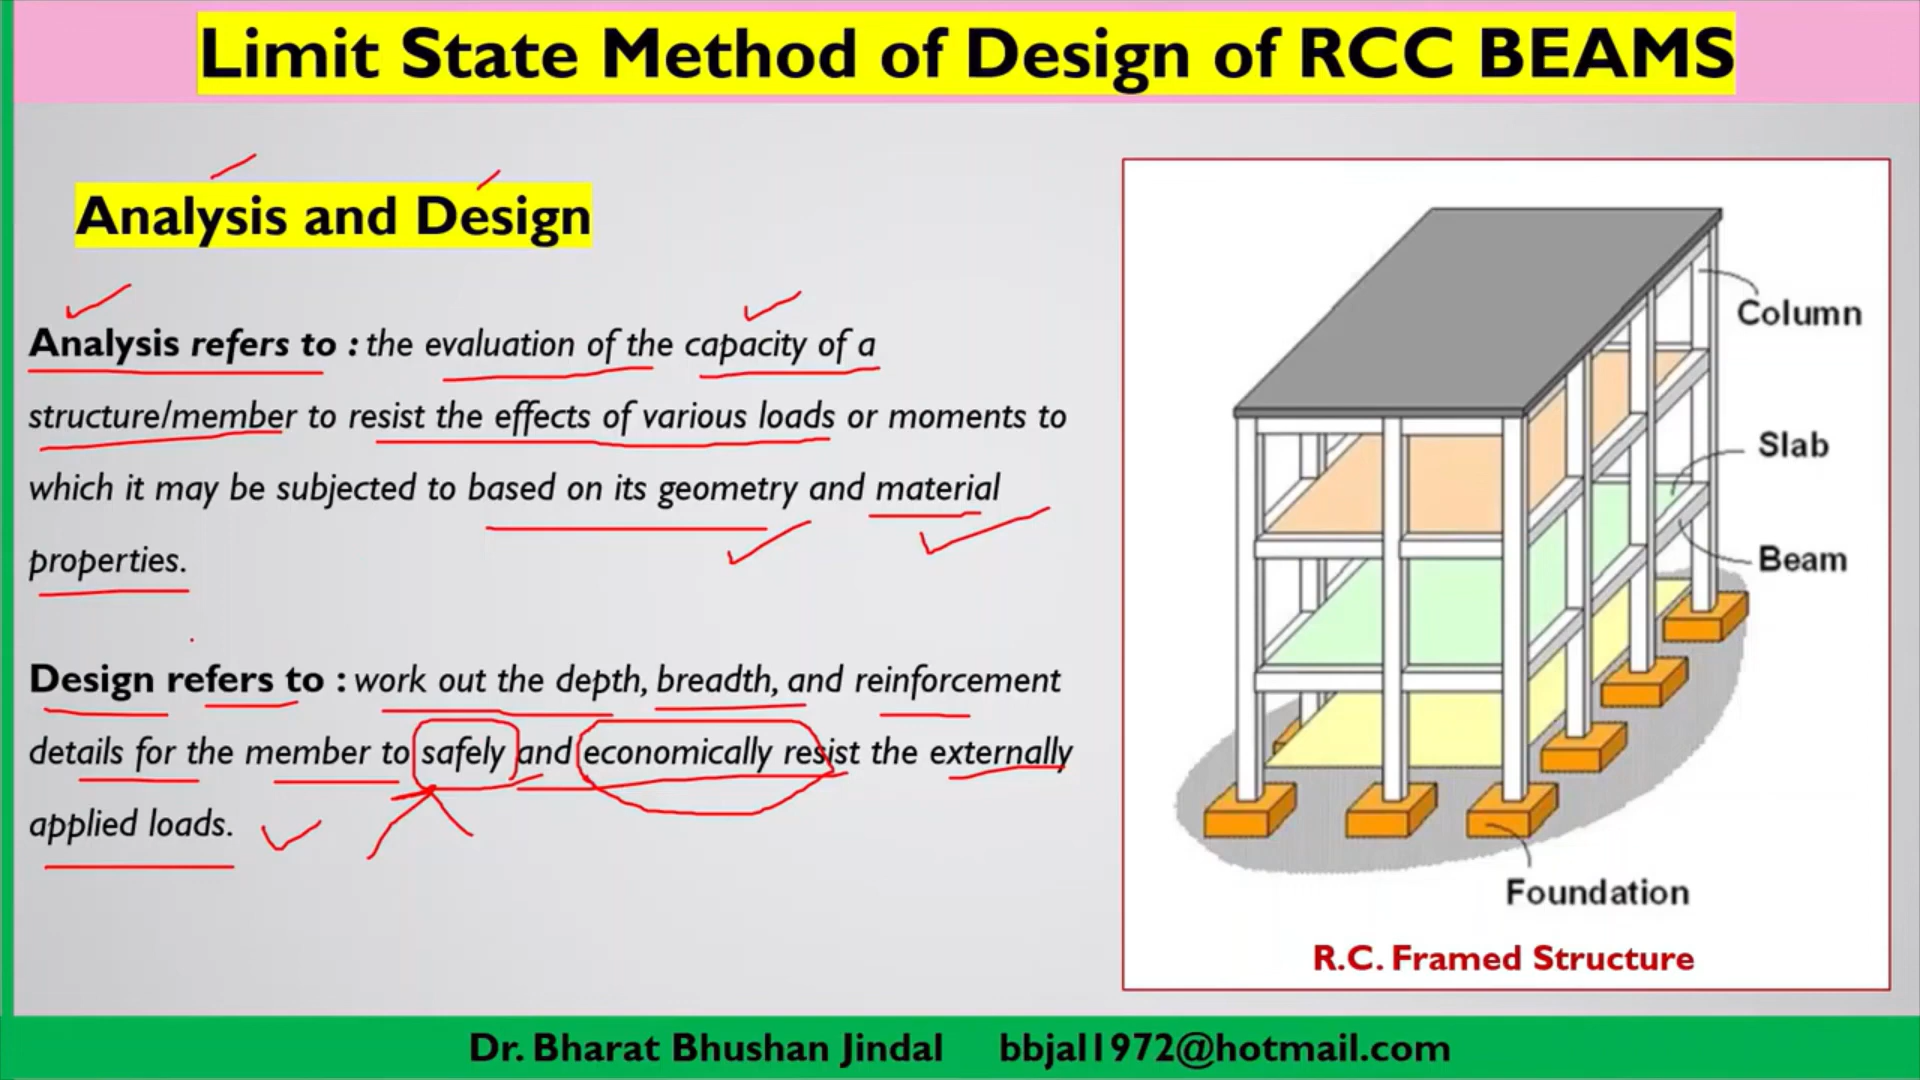 Limit State Method of Design of RCC BEAMS
Analysis and Design
Analysis refers to : the evaluation of the capacity of a
structure/member to resist the effects of various loads or moments to
which it may be subjected to based on its geometry and material
properties.
Design refers to : work out the depth, breadth, and reinforcement
details for the member to safely and economically resist the externally
applied loads.
Column
Slab
Beam
Foundation
R.C. Framed Structure
Dr. Bharat Bhushan Jindal bbjal1972@hotmail.com